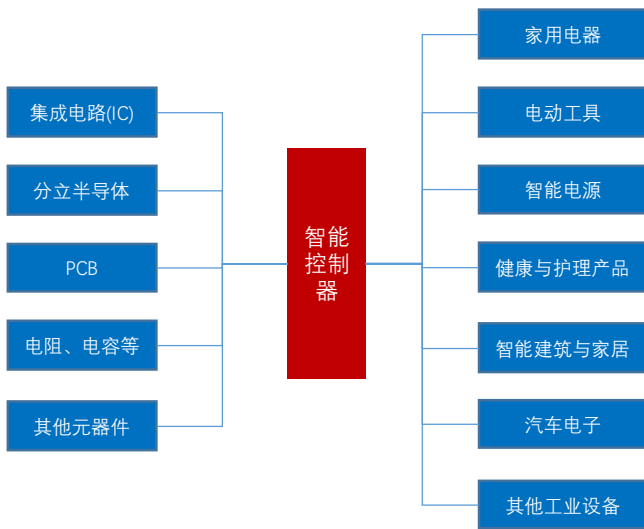 集成电路(IC)
分立半导体
PCB
电阻、电容等
其他元器件
智能
控制
器
家用电器
电动工具
智能电源
健康与护理产品
智能建筑与家居
汽车电子
其他工业设备